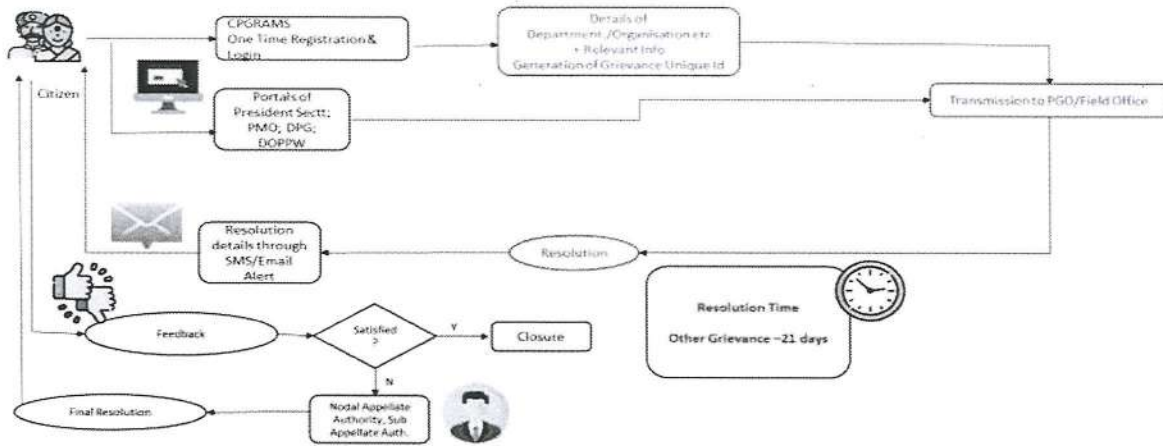 CPGRAMS
One Time Registration &
Login
Details of
Department /Organisation etc
+ Relevant Info
Generation of Grievance Unique Id
Citizen
Portals of
President Sectt;
PMO; DPG;
DOPPW
Transmission to PGO/Field Office
Resolution
details through
SMS/Email
Alert
Resolution
Resolution Time
Other Grievance –21 days
Feedback
Satisfied
?
Y
Closure
N
Final Resolution
Nodal Appellate
Authority, Sub
Appellate Auth.